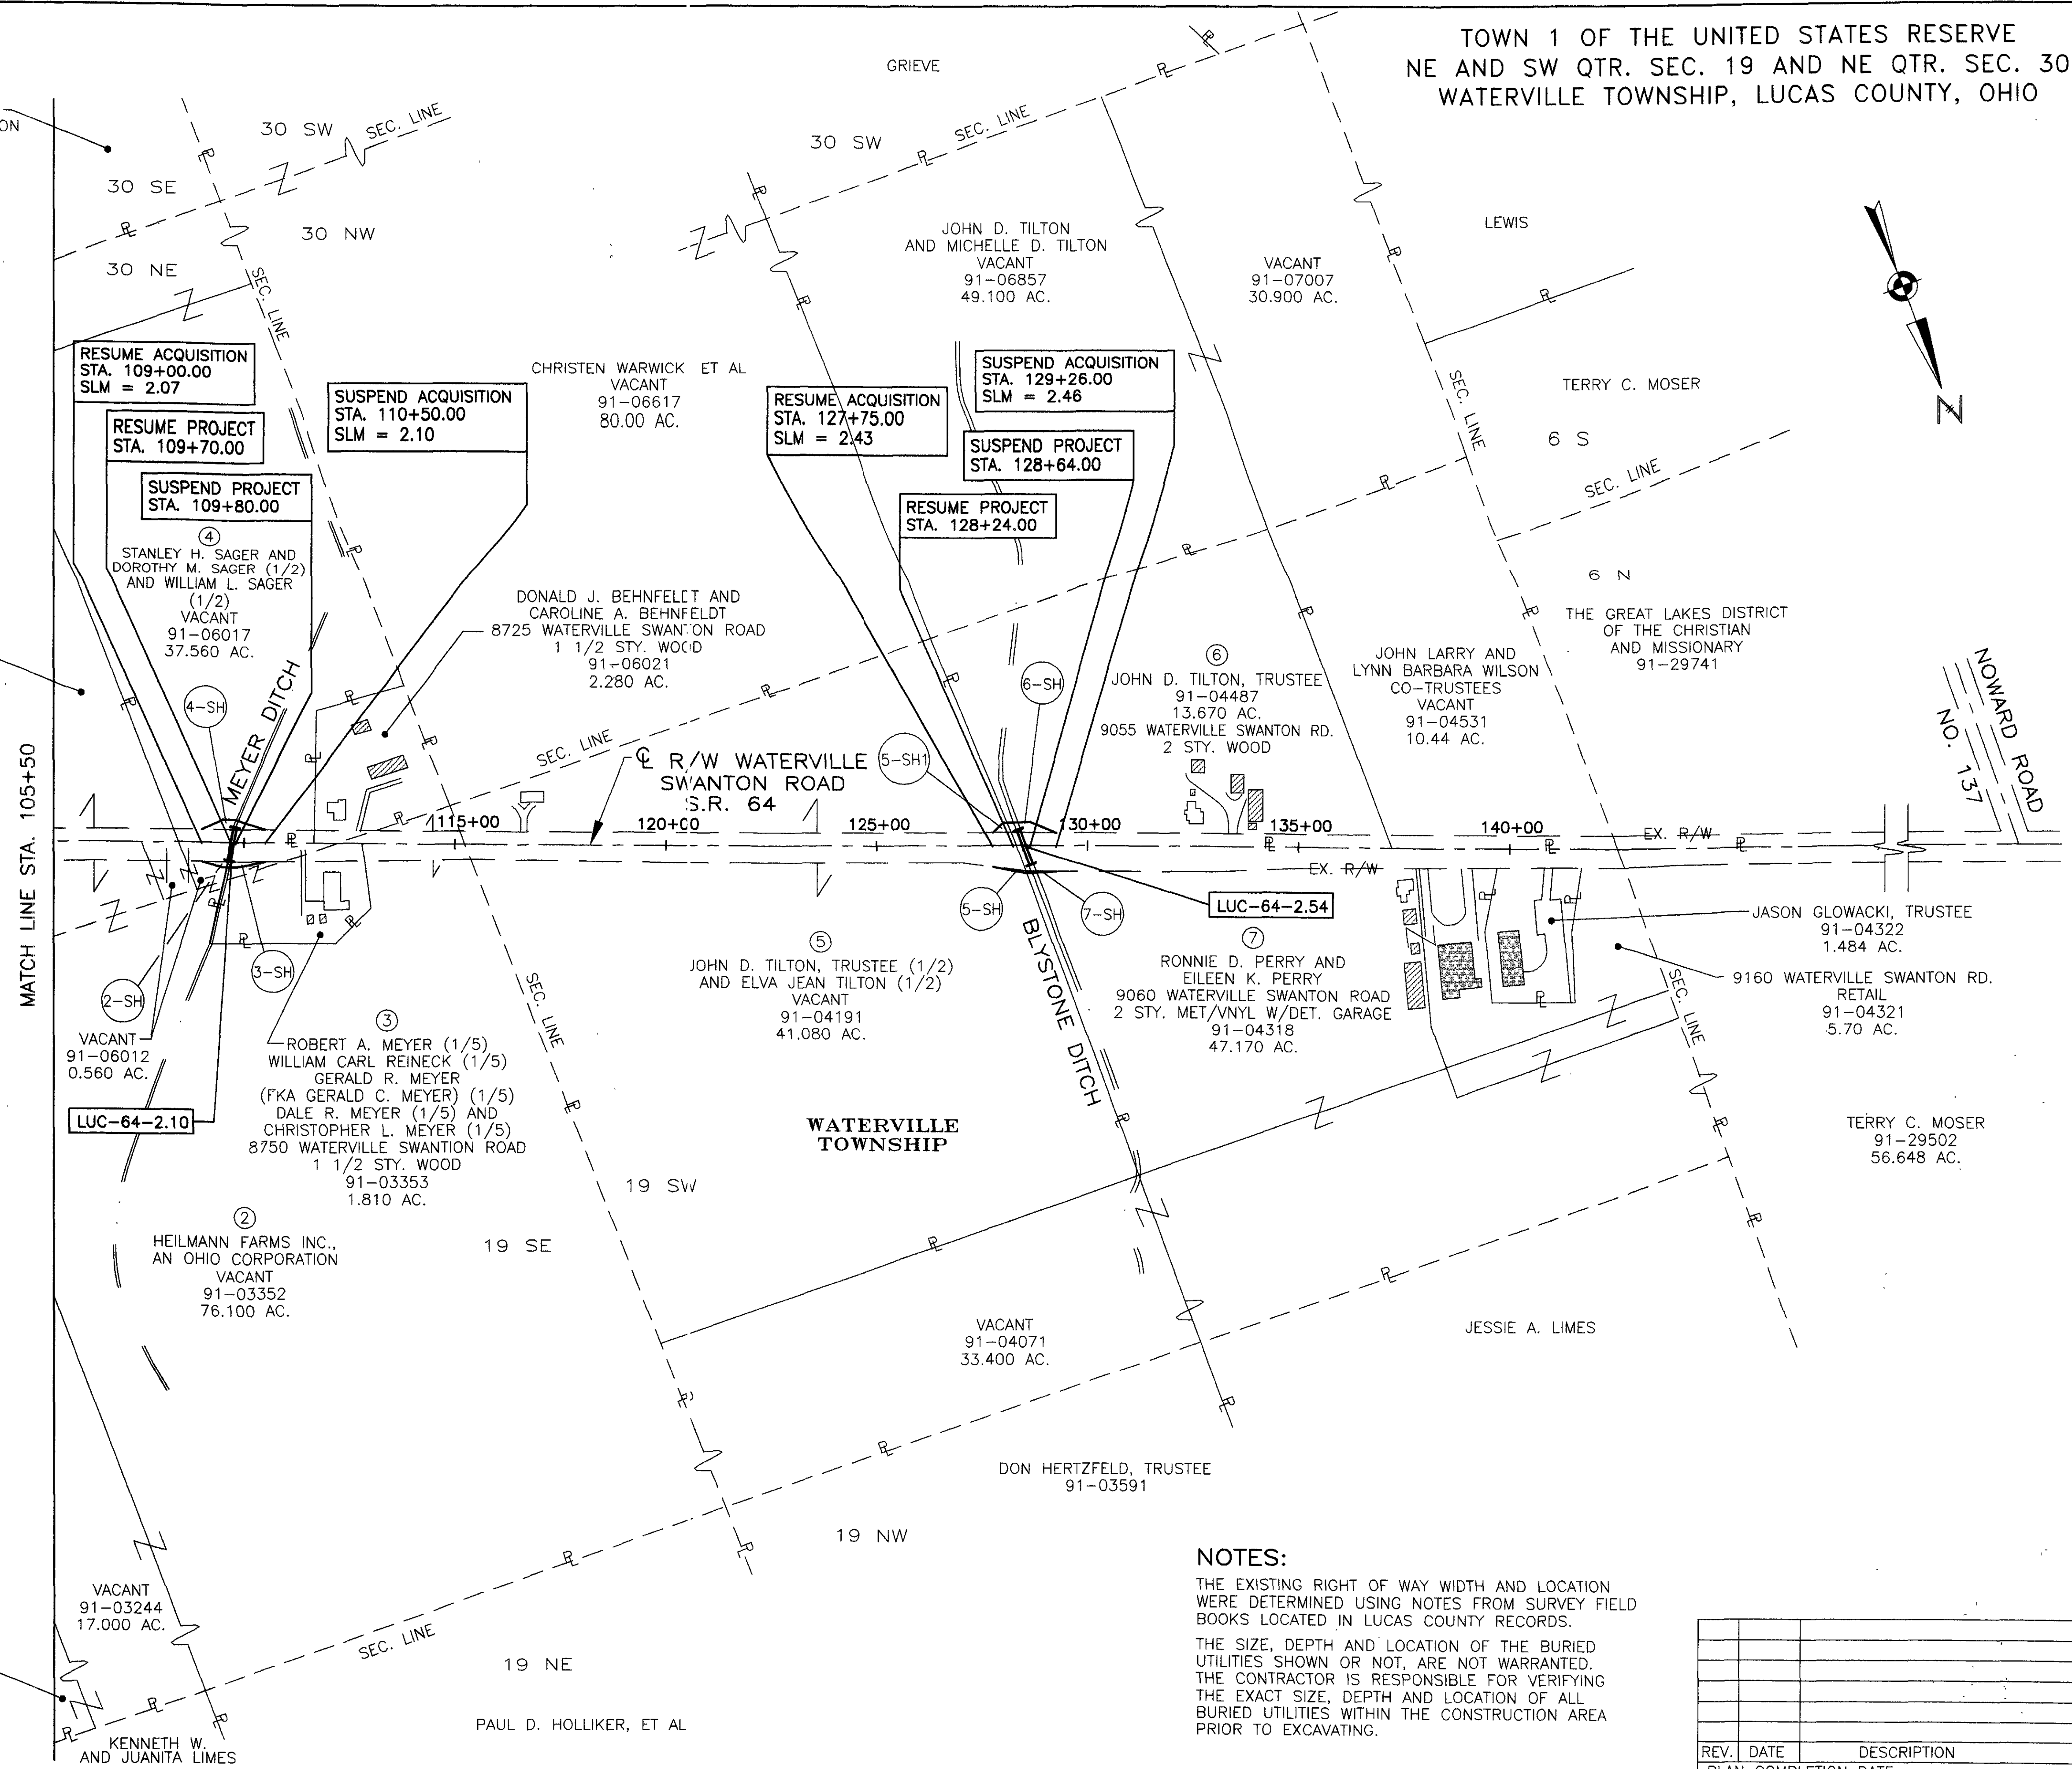 TOWN 1 OF THE UNITED STATES RESERVE
NE AND SW QTR. SEC. 19 AND NE QTR. SEC. 30
WATERVILLE TOWNSHIP, LUCAS COUNTY, OHIO
GRIEVE
ON
30 SW
SEC. LINE
30 SE
30 NW
30 NE
SEC. LINE
30 SW
SEC. LINE
JOHN D. TILTON
AND MICHELLE D. TILTON
VACANT
91-06857
49.100 AC.
VACANT
91-07007
30.900 AC.
LEWIS
N
RESUME ACQUISITION
STA. 109+00.00
SLM = 2.07
RESUME PROJECT
STA. 109+70.00
SUSPEND PROJECT
STA. 109+80.00
SUSPEND ACQUISITION
STA. 110+50.00
SLM = 2.10
CHRISTEN WARWICK ET AL
VACANT
91-06617
80.00 AC.
RESUME ACQUISITION
STA. 127+75.00
SLM = 2.43
SUSPEND ACQUISITION
STA. 129+26.00
SLM = 2.46
SUSPEND PROJECT
STA. 128+64.00
RESUME PROJECT
STA. 128+24.00
SEC. LINE
TERRY C. MOSER
6 S
SEC. LINE
6 N
4
STANLEY H. SAGER AND
DOROTHY M. SAGER (1/2)
AND WILLIAM L. SAGER
(1/2)
VACANT
91-06017
37.560 AC.
DONALD J. BEHNFELDT AND
CAROLINE A. BEHNFELDT
8725 WATERVILLE SWANTON ROAD
1 1/2 STY. WOOD
91-06021
2.280 AC.
THE GREAT LAKES DISTRICT
OF THE CHRISTIAN
AND MISSIONARY
91-29741
6
JOHN D. TILTON, TRUSTEE
91-04487
13.670 AC.
9055 WATERVILLE SWANTON RD.
2 STY. WOOD
JOHN LARRY AND
LYNN BARBARA WILSON
CO-TRUSTEES
VACANT
91-04531
10.44 AC.
NOWARD ROAD
NO. 137
4-SH
MEYER DITCH
SEC. LINE
℄ R/W WATERVILLE
SWANTON ROAD
S.R. 64
5-SH1
6-SH
MATCH LINE STA. 105+50
115+00
120+00
125+00
130+00
135+00
140+00
EX. R/W
EX. R/W
2-SH
3-SH
5-SH
7-SH
LUC-64-2.54
BLYSTONE DITCH
JASON GLOWACKI, TRUSTEE
91-04322
1.484 AC.
9160 WATERVILLE SWANTON RD.
RETAIL
91-04321
5.70 AC.
SEC. LINE
SEC. LINE
5
JOHN D. TILTON, TRUSTEE (1/2)
AND ELVA JEAN TILTON (1/2)
VACANT
91-04191
41.080 AC.
7
RONNIE D. PERRY AND
EILEEN K. PERRY
9060 WATERVILLE SWANTON ROAD
2 STY. MET/VNYL W/DET. GARAGE
91-04318
47.170 AC.
VACANT
91-06012
0.560 AC.
LUC-64-2.10
3
ROBERT A. MEYER (1/5)
WILLIAM CARL REINECK (1/5)
GERALD R. MEYER
(FKA GERALD C. MEYER) (1/5)
DALE R. MEYER (1/5) AND
CHRISTOPHER L. MEYER (1/5)
8750 WATERVILLE SWANTION ROAD
1 1/2 STY. WOOD
91-03353
1.810 AC.
WATERVILLE
TOWNSHIP
TERRY C. MOSER
91-29502
56.648 AC.
19 SW
19 SE
2
HEILMANN FARMS INC.,
AN OHIO CORPORATION
VACANT
91-03352
76.100 AC.
VACANT
91-04071
33.400 AC.
JESSIE A. LIMES
DON HERTZFELD, TRUSTEE
91-03591
19 NW
VACANT
91-03244
17.000 AC.
SEC. LINE
19 NE
PAUL D. HOLLIKER, ET AL
KENNETH W.
AND JUANITA LIMES
NOTES:
THE EXISTING RIGHT OF WAY WIDTH AND LOCATION
WERE DETERMINED USING NOTES FROM SURVEY FIELD
BOOKS LOCATED IN LUCAS COUNTY RECORDS.
THE SIZE, DEPTH AND LOCATION OF THE BURIED
UTILITIES SHOWN OR NOT, ARE NOT WARRANTED.
THE CONTRACTOR IS RESPONSIBLE FOR VERIFYING
THE EXACT SIZE, DEPTH AND LOCATION OF ALL
BURIED UTILITIES WITHIN THE CONSTRUCTION AREA
PRIOR TO EXCAVATING.
REV. DATE DESCRIPTION
PLAN COMPLETION DATE